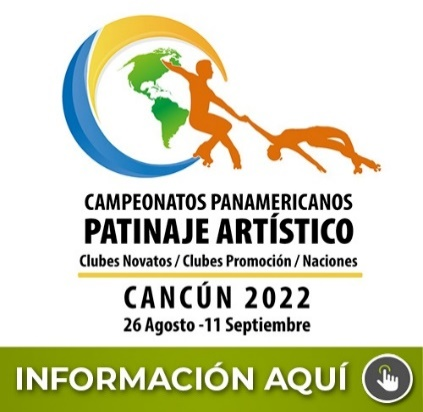 CAMPEONATOS PANAMERICANOS
PATINAJE ARTÍSTICO
Clubes Novatos / Clubes Promoción / Naciones
CANCÚN 2022
26 Agosto -11 Septiembre
INFORMACIÓN AQUÍ